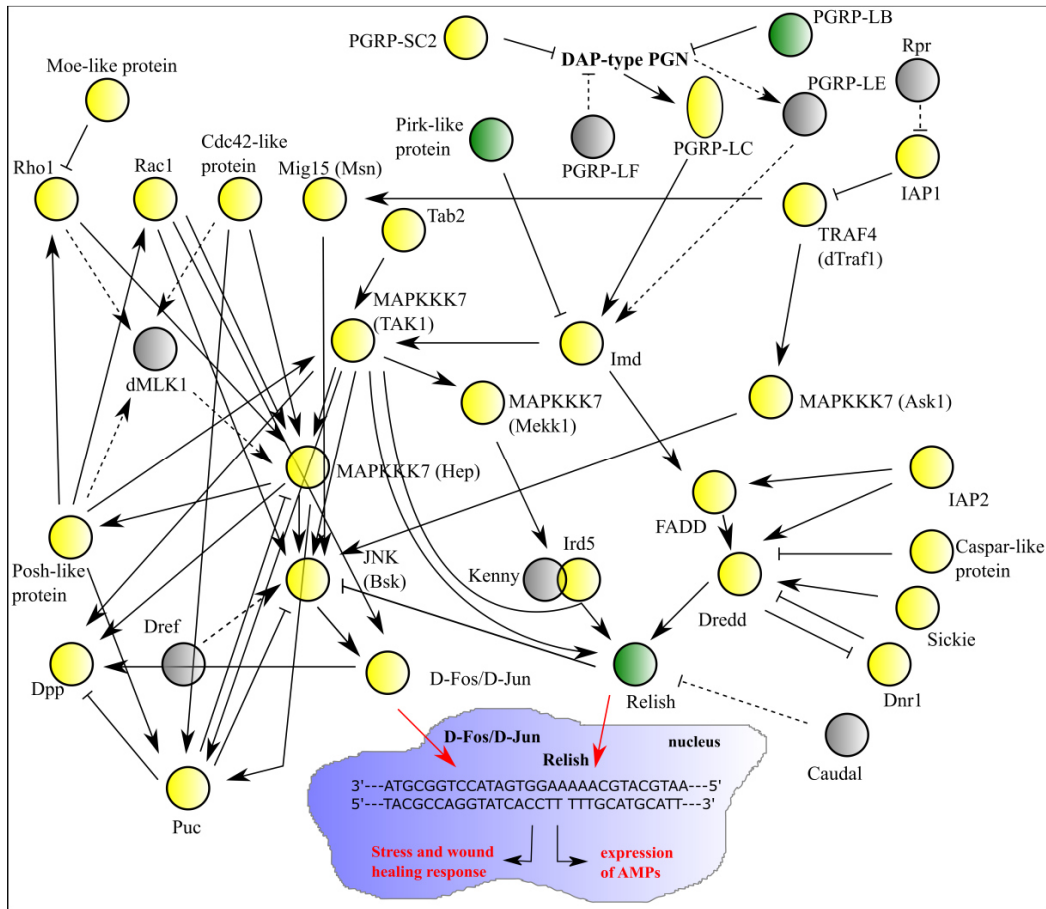 PGRP-LB
PGRP-SC2
DAP-type PGN
Rpr
Moe-like protein
PGRP-LE
Pirk-like
protein
PGRP-LC
PGRP-LF
Cdc42-like
protein
Rho1
Rac1
Mig15 (Msn)
IAP1
Tab2
TRAF4
(dTraf1)
MAPKKK7
(TAK1)
Imd
dMLK1
MAPKKK7
(Mekk1)
MAPKKK7 (Ask1)
MAPKKK7 (Hep)
IAP2
FADD
Posh-like
protein
JNK
(Bsk)
Ird5
Kenny
Caspar-like
protein
Dredd
Sickie
Dref
Dpp
D-Fos/D-Jun
Relish
Dnr1
D-Fos/D-Jun
nucleus
Relish
Caudal
3'---ATGCGGTCCATAGTGGAAAAACGTACGTAA---5'
5'---TACGCCAGGTATCACCTT TTTGCATGCATT---3'
Puc
Stress and wound
healing response
expression
of AMPs